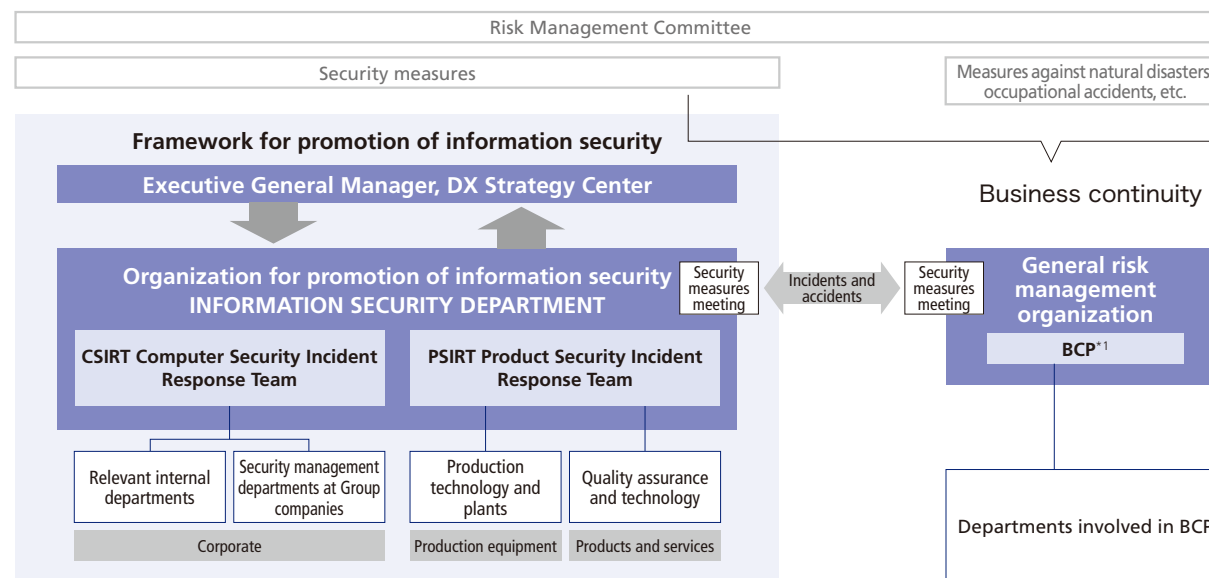 Risk Management Committee
Security measures
Measures against natural disasters
occupational accidents, etc.
Framework for promotion of information security
Executive General Manager, DX Strategy Center
Business continuity
Organization for promotion of information security
INFORMATION SECURITY DEPARTMENT
Security
measures
meeting
Incidents and
accidents
Security
measures
meeting
General risk
management
organization
BCP*1
CSIRT Computer Security Incident
Response Team
PSIRT Product Security Incident
Response Team
Relevant internal
departments
Security management
departments at Group
companies
Production
technology and
plants
Quality assurance
and technology
Departments involved in BCP
Corporate
Production equipment
Products and services